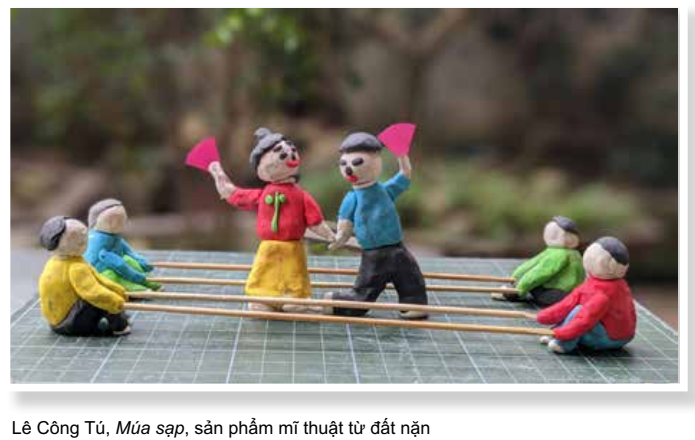 Lê Công Tú, Múa sạp, sản phẩm mĩ thuật từ đất nặn